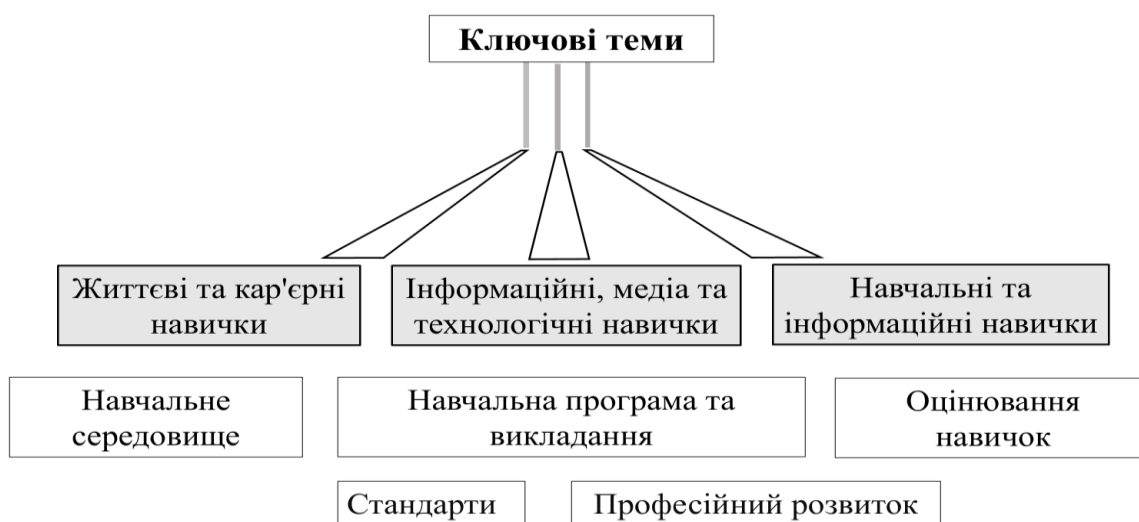 Ключові теми
Життєві та кар'єрні
навички
Інформаційні, медіа та
технологічні навички
Навчальні та
інформаційні навички
Навчальне
середовище
Навчальна програма та
викладання
Оцінювання
навичок
Стандарти
Професійний розвиток